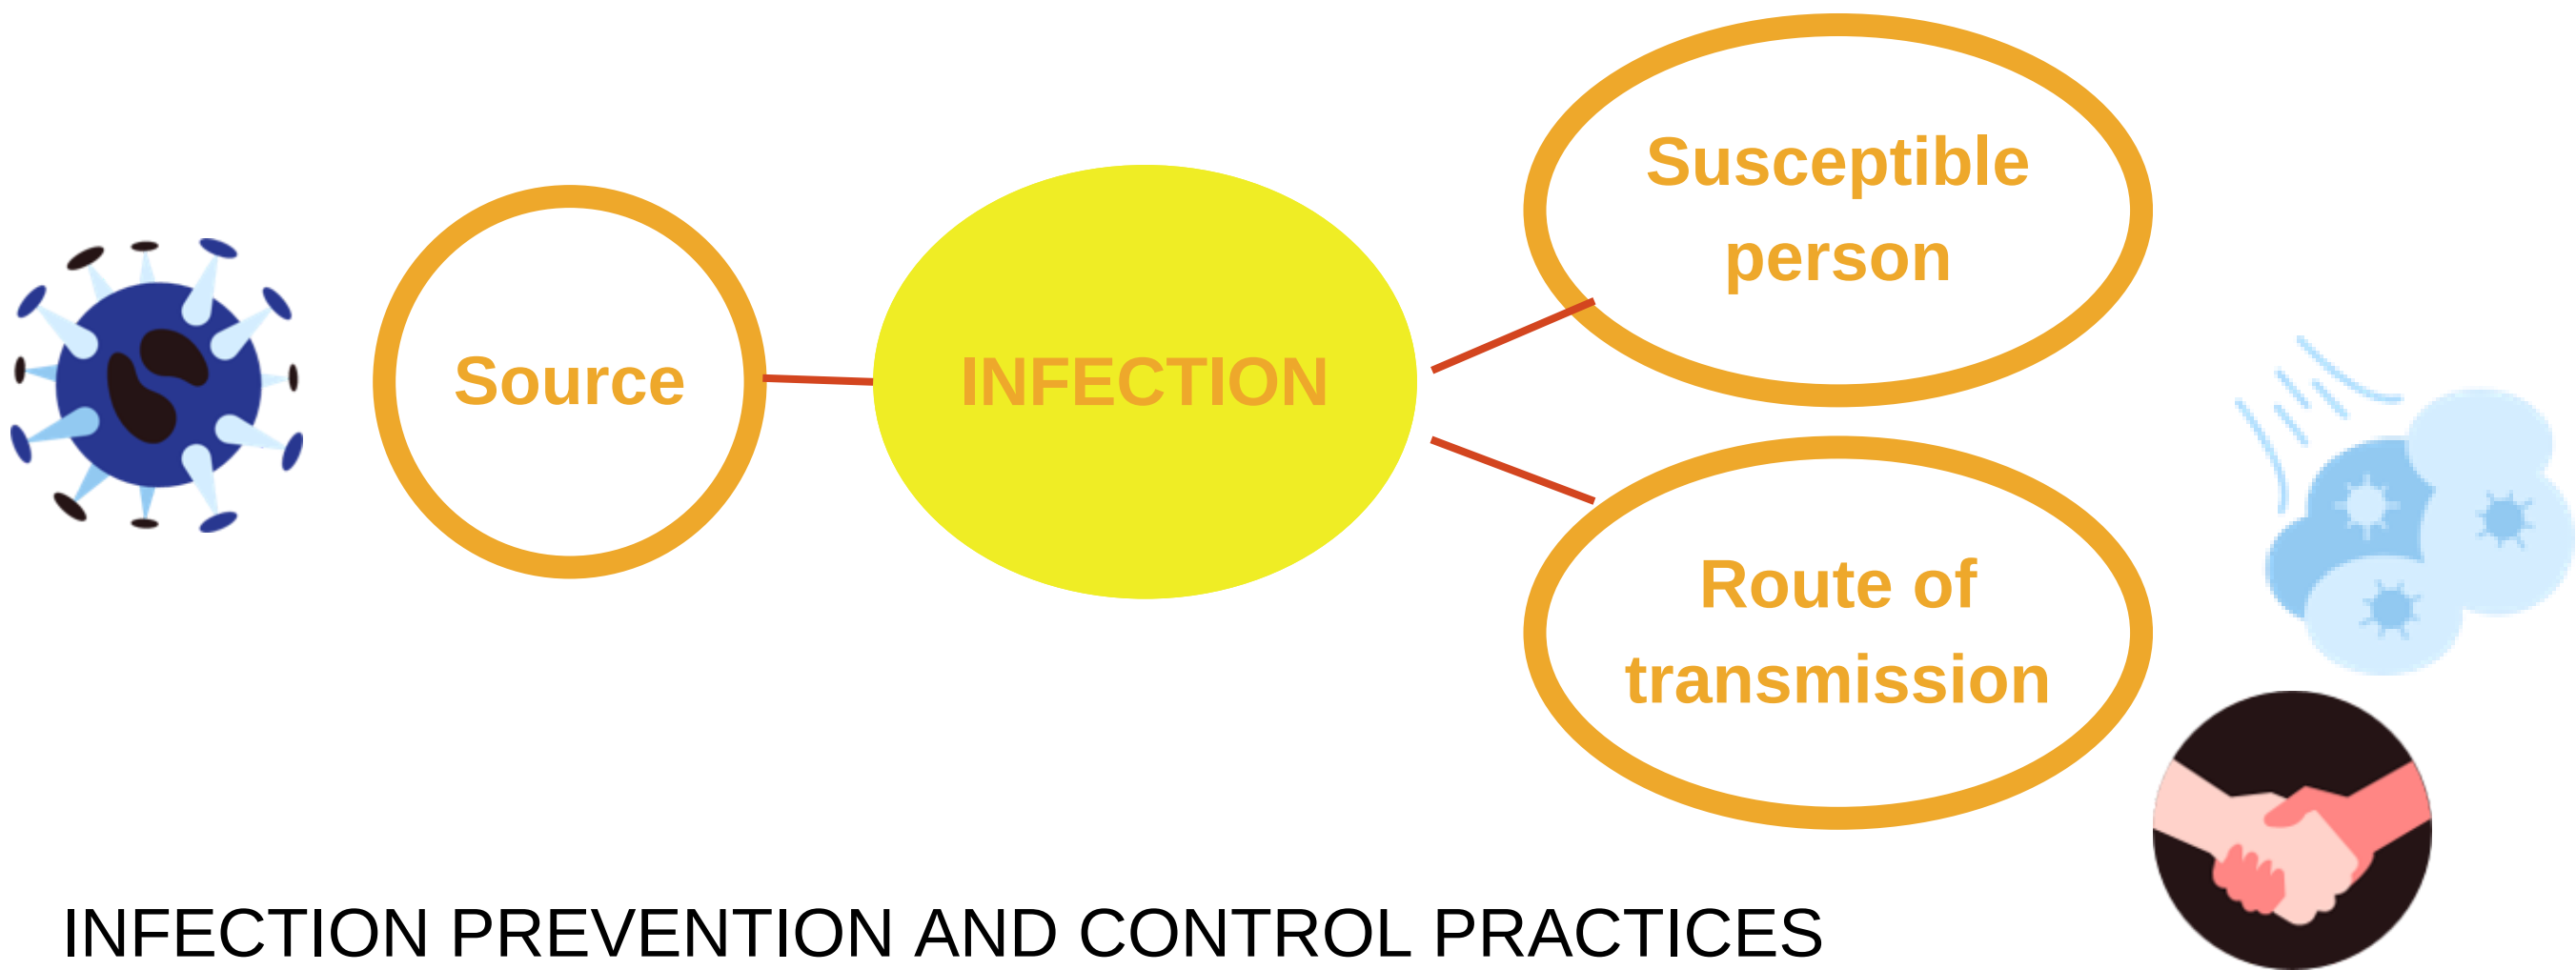 Source
INFECTION
Susceptible
person
Route of
transmission
INFECTION PREVENTION AND CONTROL PRACTICES